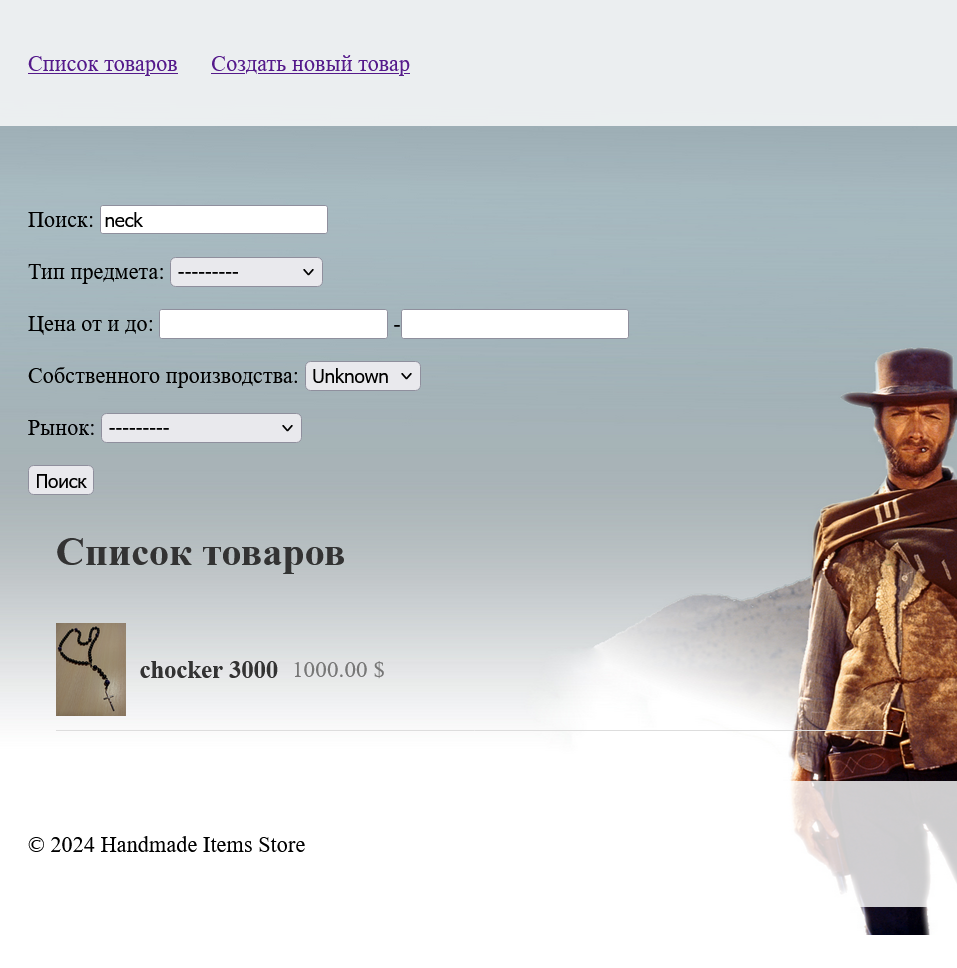 Список товаров Создать новый товар
Поиск: neck
Тип предмета: ---------
Цена от и до: -
Собственного производства: Unknown
Рынок: ---------
Поиск
Список товаров
chocker 3000 1000.00 $
© 2024 Handmade Items Store